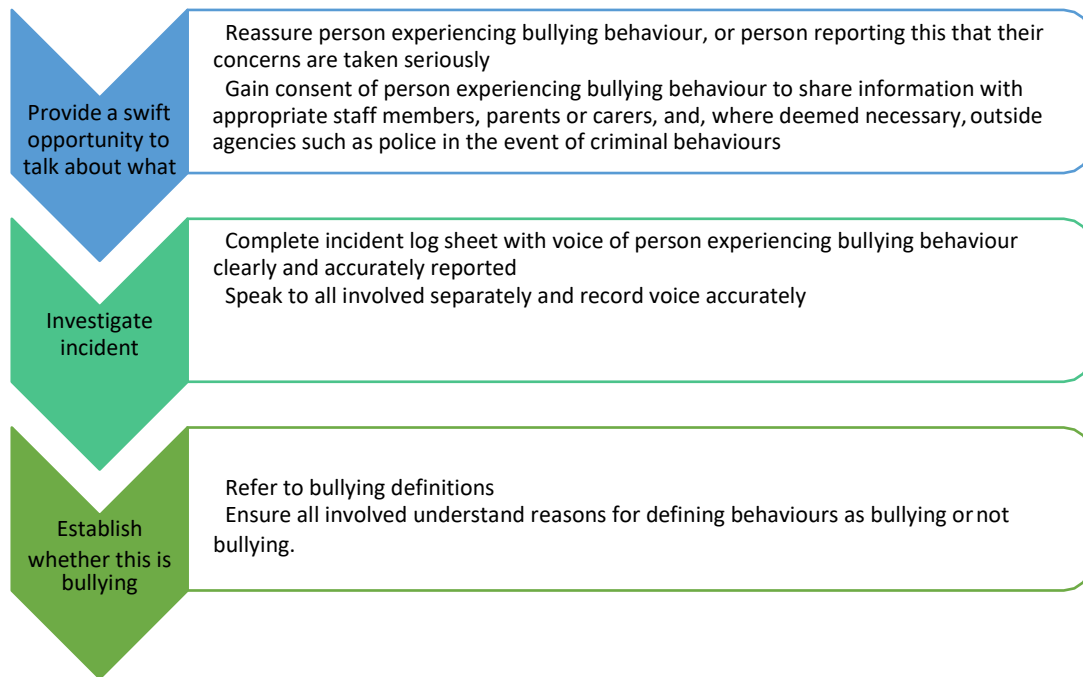 Provide a swift
opportunity to
talk about what
Reassure person experiencing bullying behaviour, or person reporting this that their
concerns are taken seriously
Gain consent of person experiencing bullying behaviour to share information with
appropriate staff members, parents or carers, and, where deemed necessary, outside
agencies such as police in the event of criminal behaviours
Investigate
incident
Complete incident log sheet with voice of person experiencing bullying behaviour
clearly and accurately reported
Speak to all involved separately and record voice accurately
Establish
whether this is
bullying
Refer to bullying definitions
Ensure all involved understand reasons for defining behaviours as bullying or not
bullying.